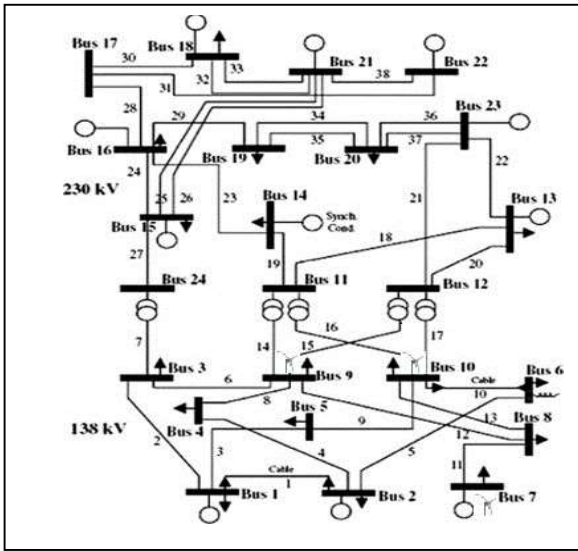 Bus 17
Bus 18
Bus 21
Bus 22
30
33
32
31
38
28
Bus 23
29
34
36
35
37
Bus 16
Bus 19
Bus 20
24
22
230 kV
25
26
23
Bus 14
21
Bus 13
Bus 15
Synch.
Cond.
18
27
19
20
Bus 24
Bus 11
Bus 12
16
7
14
15
17
Bus 3
Bus 9
Bus 10
Bus 6
Cable
6
10
8
Bus 5
13
Bus 8
Bus 4
138 kV
2
3
9
12
4
5
11
Cable
1
Bus 1
Bus 2
Bus 7